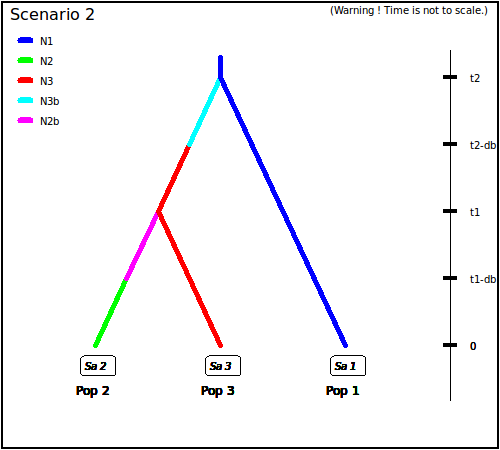 Scenario 2
(Warning ! Time is not to scale.)
N1
N2
N3
N3b
N2b
t2
t2-db
t1
t1-db
0
Sa 2
Sa 3
Sa 1
Pop 2
Pop 3
Pop 1